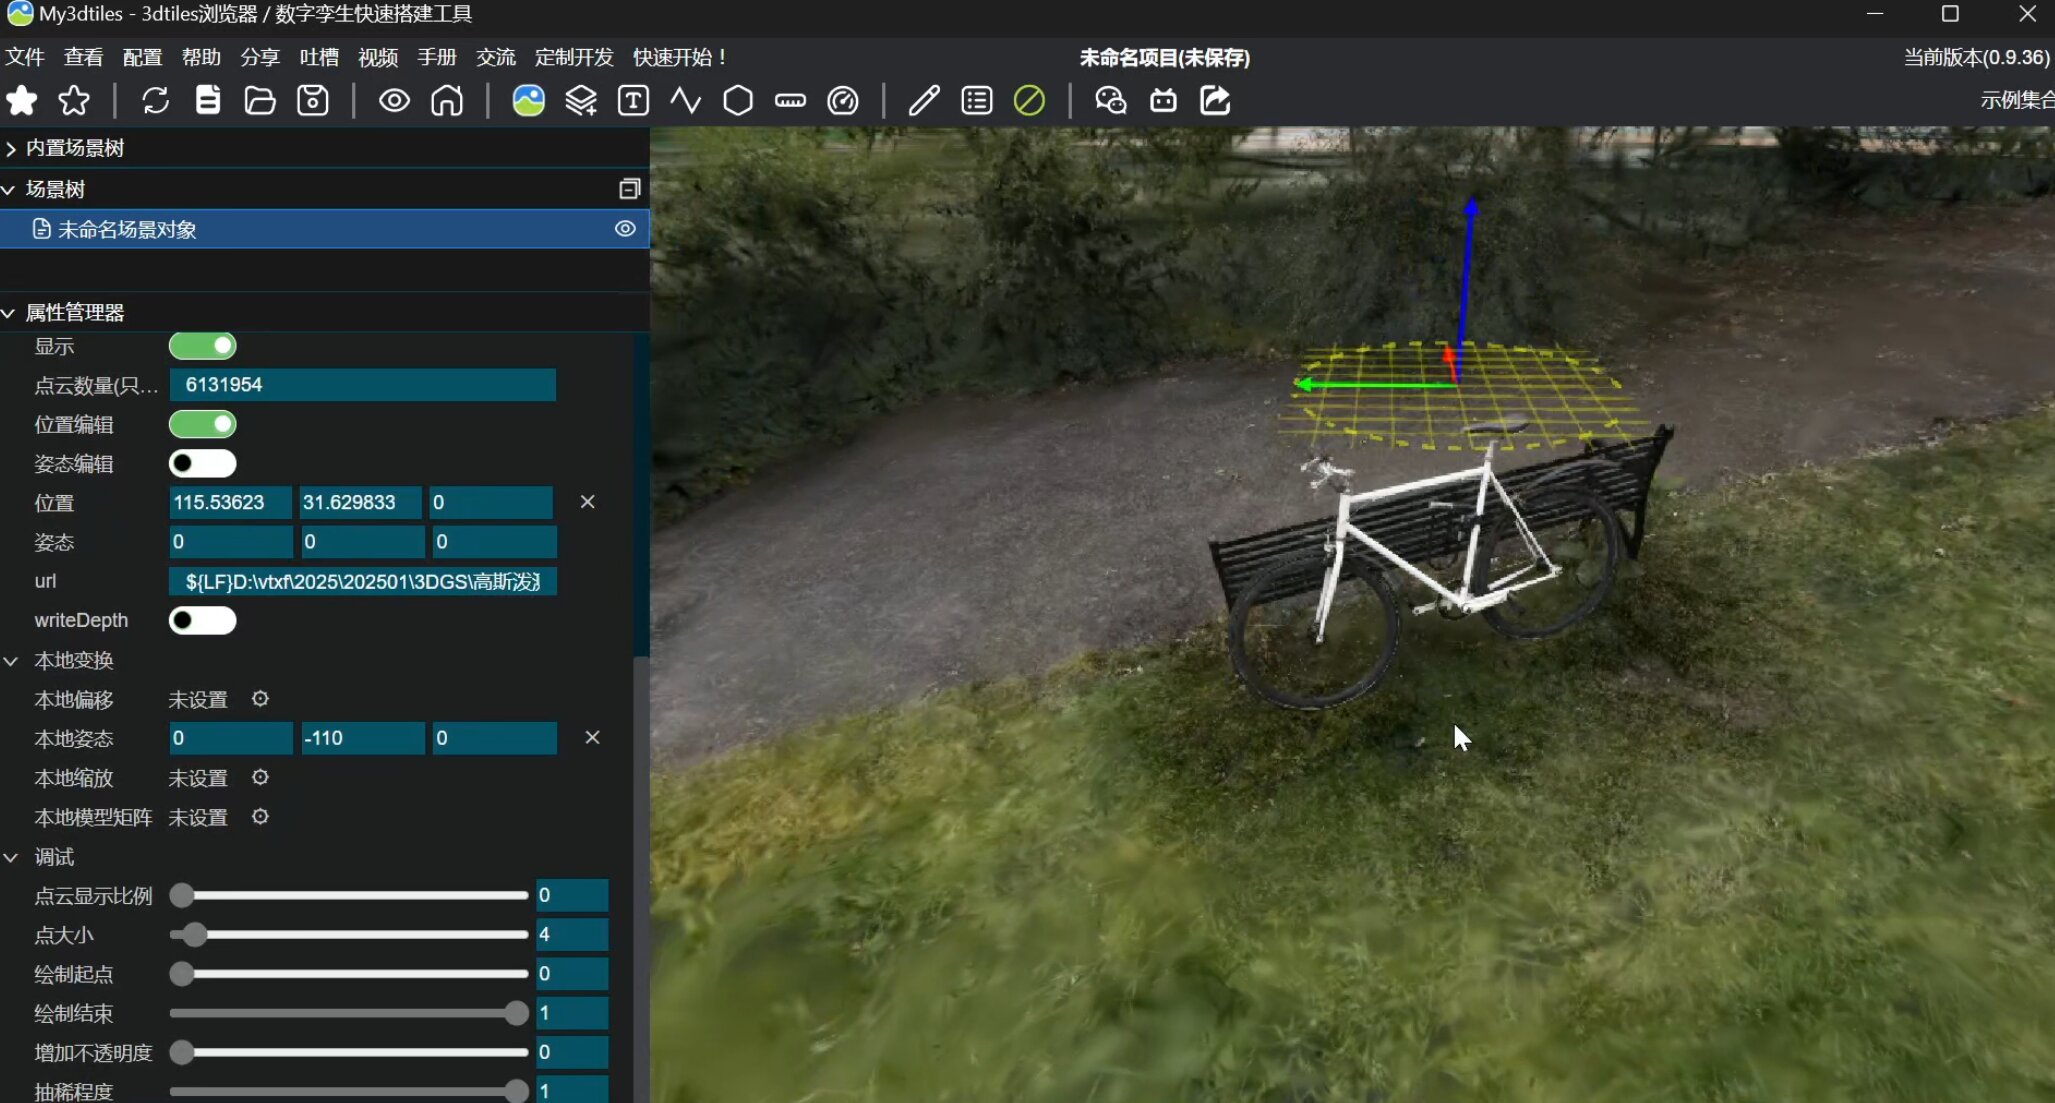 My3dtiles - 3dtiles浏览器 / 数字孪生快速搭建工具
文件 查看 配置 帮助 分享 吐槽 视频 手册 交流 定制开发 快速开始！ 未命名项目(未保存) 当前版本(0.9.36)
示例集合
内置场景树
场景树
未命名场景对象
属性管理器
显示
点云数量(只... 6131954
位置编辑
姿态编辑
位置 115.53623 31.629833 0
姿态 0 0 0
url ${LF}D:\vtxf\2025\202501\3DGS\高斯泼溅
writeDepth
本地变换
本地偏移 未设置
本地姿态 0 -110 0
本地缩放 未设置
本地模型矩阵 未设置
调试
点云显示比例 0
点大小 4
绘制起点 0
绘制结束 1
增加不透明度 0
抽稀程度 1